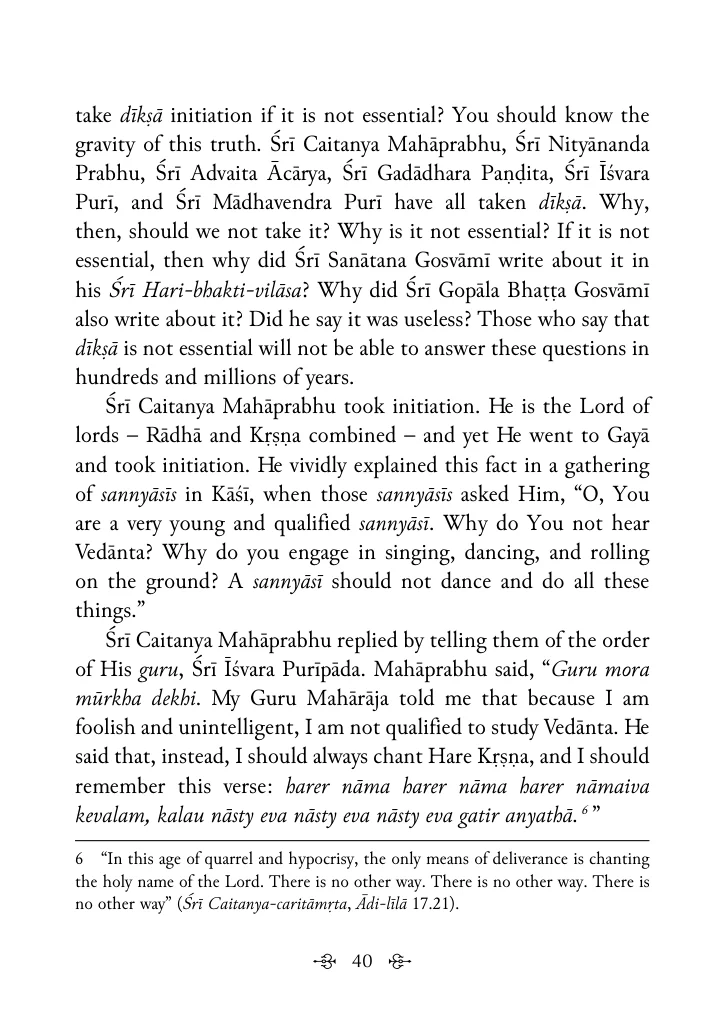 take dīkṣā initiation if it is not essential? You should know the
gravity of this truth. Śrī Caitanya Mahāprabhu, Śrī Nityānanda
Prabhu, Śrī Advaita Ācārya, Śrī Gadādhara Paṇḍita, Śrī Īśvara
Purī, and Śrī Mādhavendra Purī have all taken dīkṣā. Why,
then, should we not take it? Why is it not essential? If it is not
essential, then why did Śrī Sanātana Gosvāmī write about it in
his Śrī Hari-bhakti-vilāsa? Why did Śrī Gopāla Bhaṭṭa Gosvāmī
also write about it? Did he say it was useless? Those who say that
dīkṣā is not essential will not be able to answer these questions in
hundreds and millions of years.
Śrī Caitanya Mahāprabhu took initiation. He is the Lord of
lords – Rādhā and Kṛṣṇa combined – and yet He went to Gayā
and took initiation. He vividly explained this fact in a gathering
of sannyāsīs in Kāśī, when those sannyāsīs asked Him, “O, You
are a very young and qualified sannyāsī. Why do You not hear
Vedānta? Why do you engage in singing, dancing, and rolling
on the ground? A sannyāsī should not dance and do all these
things.”
Śrī Caitanya Mahāprabhu replied by telling them of the order
of His guru, Śrī Īśvara Purīpāda. Mahāprabhu said, “Guru mora
mūrkha dekhi. My Guru Mahārāja told me that because I am
foolish and unintelligent, I am not qualified to study Vedānta. He
said that, instead, I should always chant Hare Kṛṣṇa, and I should
remember this verse: harer nāma harer nāma harer nāmaiva
kevalam, kalau nāsty eva nāsty eva nāsty eva gatir anyathā. 6 ”
6 “In this age of quarrel and hypocrisy, the only means of deliverance is chanting
the holy name of the Lord. There is no other way. There is no other way. There is
no other way” (Śrī Caitanya-caritāmṛta, Ādi-līlā 17.21).
40